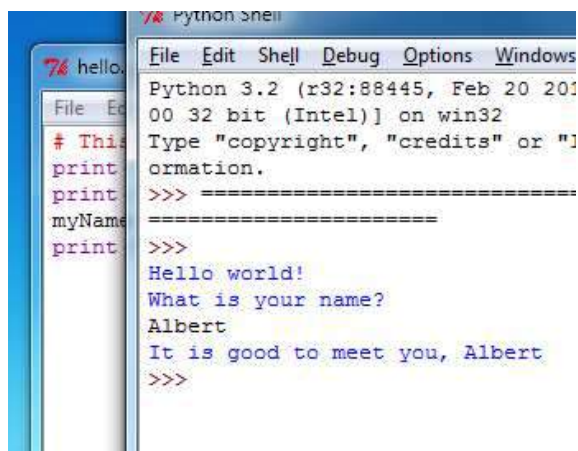 Python Shell
File Edit Shell Debug Options Windows
Python 3.2 (r32:88445, Feb 20 201
00 32 bit (Intel)] on win32
Type "copyright", "credits" or "l
ormation.
>>> ================================
======================
>>>
Hello world!
What is your name?
Albert
It is good to meet you, Albert
>>>
hello.
File Ed
# This
print
print
myName
print